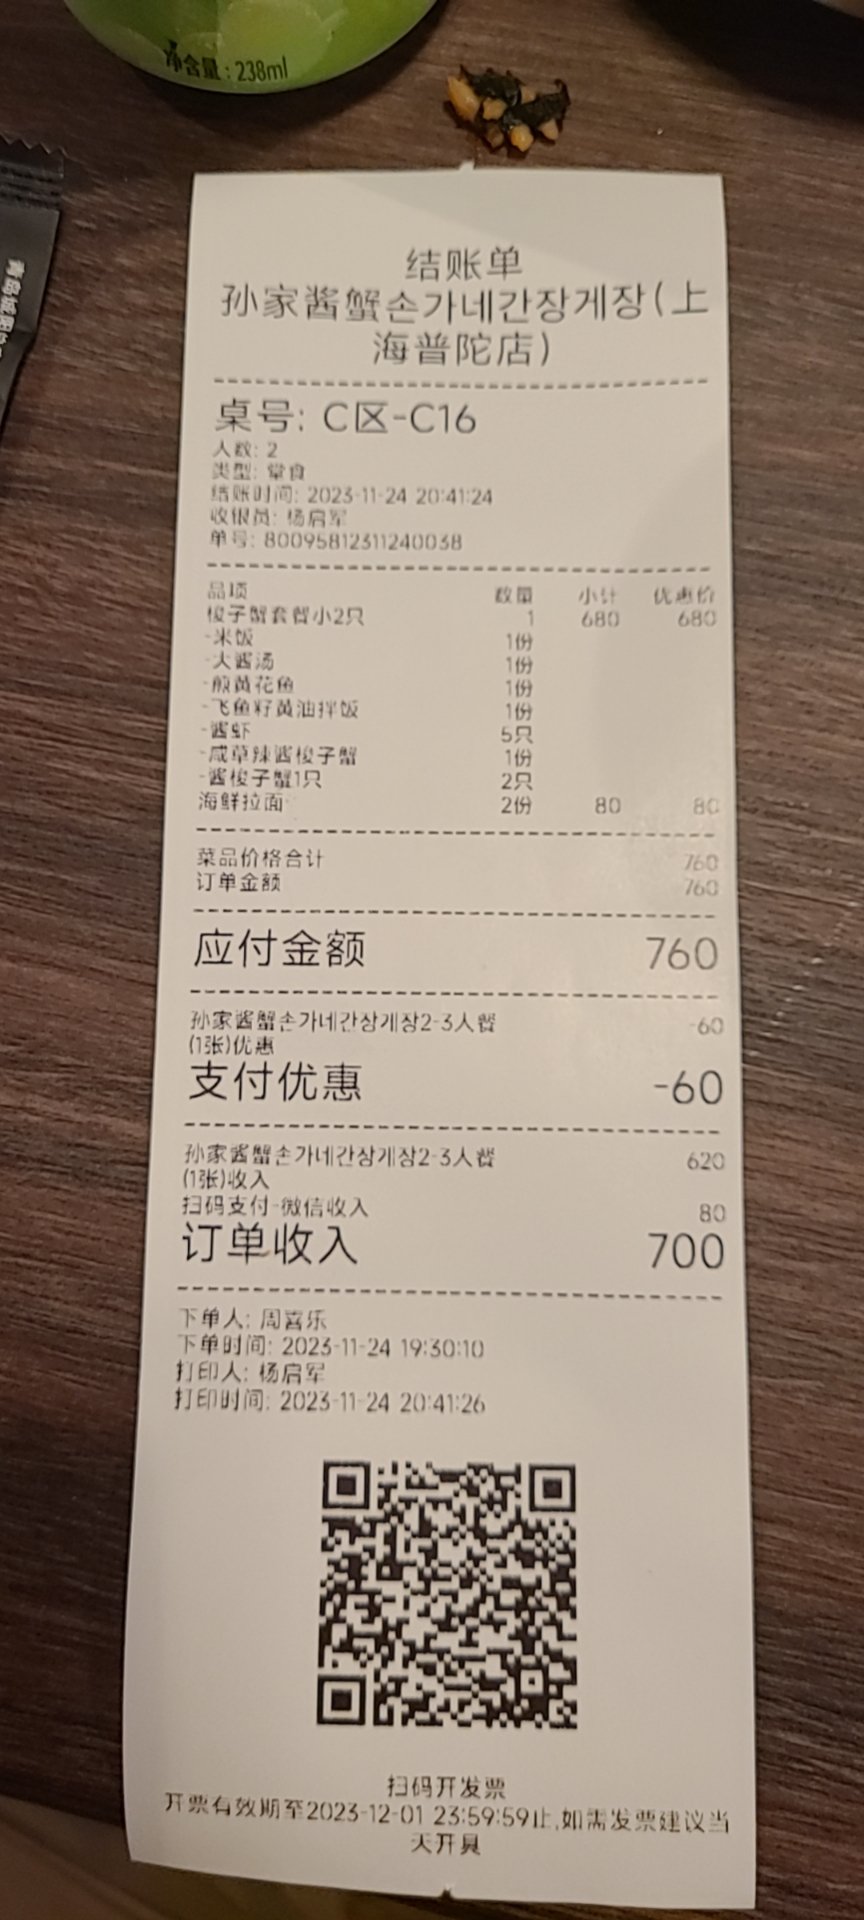 净含量:238ml
结账单
孙家酱蟹손가네간장게장(上
海普陀店)
桌号: C区-C16
人数: 2
类型: 堂食
结账时间: 2023-11-24 20:41:24
收银员: 杨启军
单号: 80095812311240038
品项 数量 小计 优惠价
梭子蟹套餐小2只 1 680 680
-米饭 1份
-大酱汤 1份
-煎黄花鱼 1份
-飞鱼籽黄油拌饭 1份
-酱虾 5只
-咸草辣酱梭子蟹 1份
-酱梭子蟹1只 2只
海鲜拉面 2份 80 80
菜品价格合计 760
订单金额 760
应付金额 760
孙家酱蟹손가네간장게장2-3人餐 -60
(1张)优惠
支付优惠 -60
孙家酱蟹손가네간장게장2-3人餐 620
(1张)收入
扫码支付-微信收入 80
订单收入 700
下单人: 周喜乐
下单时间: 2023-11-24 19:30:10
打印人: 杨启军
打印时间: 2023-11-24 20:41:26
扫码开发票
开票有效期至2023-12-01 23:59:59止,如需发票建议当
天开具